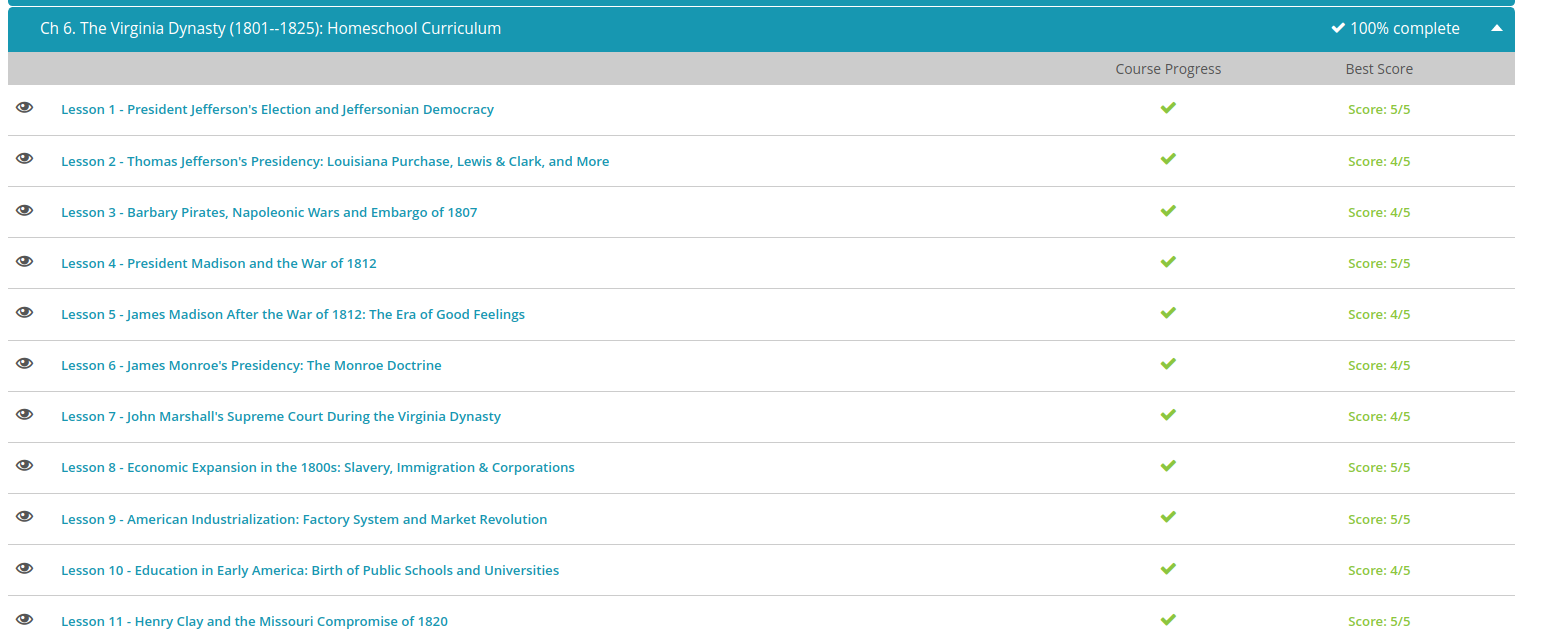 Ch 6. The Virginia Dynasty (1801--1825): Homeschool Curriculum 100% complete
Course Progress Best Score
Lesson 1 - President Jefferson's Election and Jeffersonian Democracy Score: 5/5
Lesson 2 - Thomas Jefferson's Presidency: Louisiana Purchase, Lewis & Clark, and More Score: 4/5
Lesson 3 - Barbary Pirates, Napoleonic Wars and Embargo of 1807 Score: 4/5
Lesson 4 - President Madison and the War of 1812 Score: 5/5
Lesson 5 - James Madison After the War of 1812: The Era of Good Feelings Score: 4/5
Lesson 6 - James Monroe's Presidency: The Monroe Doctrine Score: 4/5
Lesson 7 - John Marshall's Supreme Court During the Virginia Dynasty Score: 4/5
Lesson 8 - Economic Expansion in the 1800s: Slavery, Immigration & Corporations Score: 5/5
Lesson 9 - American Industrialization: Factory System and Market Revolution Score: 5/5
Lesson 10 - Education in Early America: Birth of Public Schools and Universities Score: 4/5
Lesson 11 - Henry Clay and the Missouri Compromise of 1820 Score: 5/5